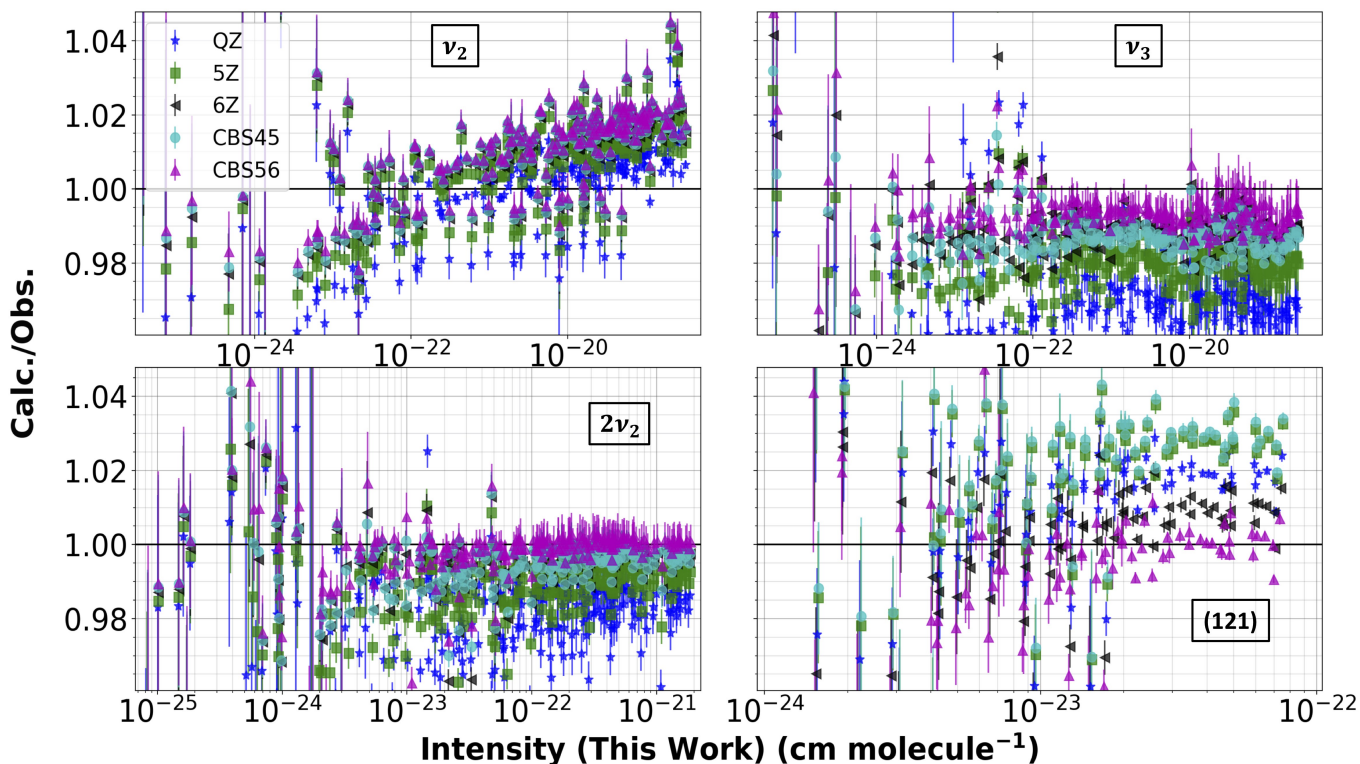 Calc./Obs.
1.04
1.02
1.00
0.98
QZ
5Z
6Z
CBS45
CBS56
ν₂
ν₃
10⁻²⁴
10⁻²²
10⁻²⁰
10⁻²⁴
10⁻²²
10⁻²⁰
1.04
1.02
1.00
0.98
2ν₂
(121)
10⁻²⁵
10⁻²⁴
10⁻²³
10⁻²²
10⁻²¹
10⁻²⁴
10⁻²³
10⁻²²
Intensity (This Work) (cm molecule⁻¹)